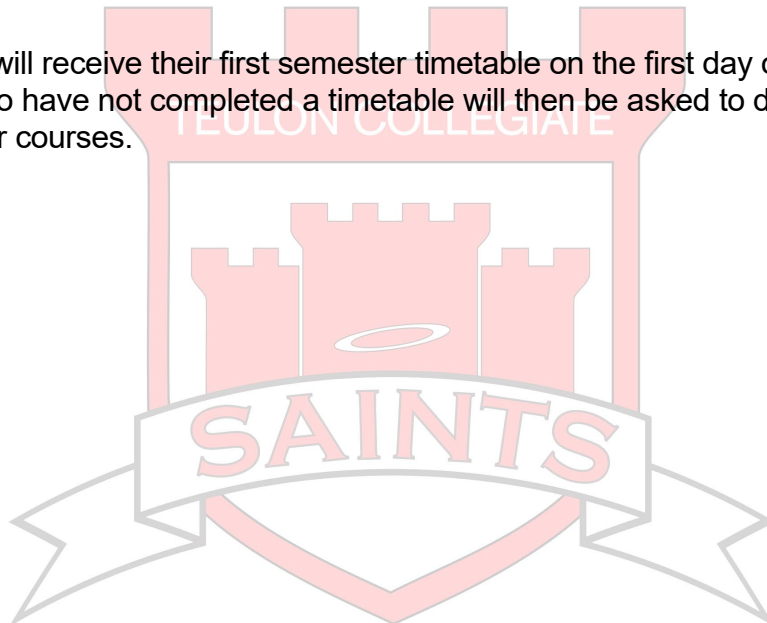 will receive their first semester timetable on the first day
o have not completed a timetable will then be asked to
r courses.
TEULON COLLEGIATE
SAINTS